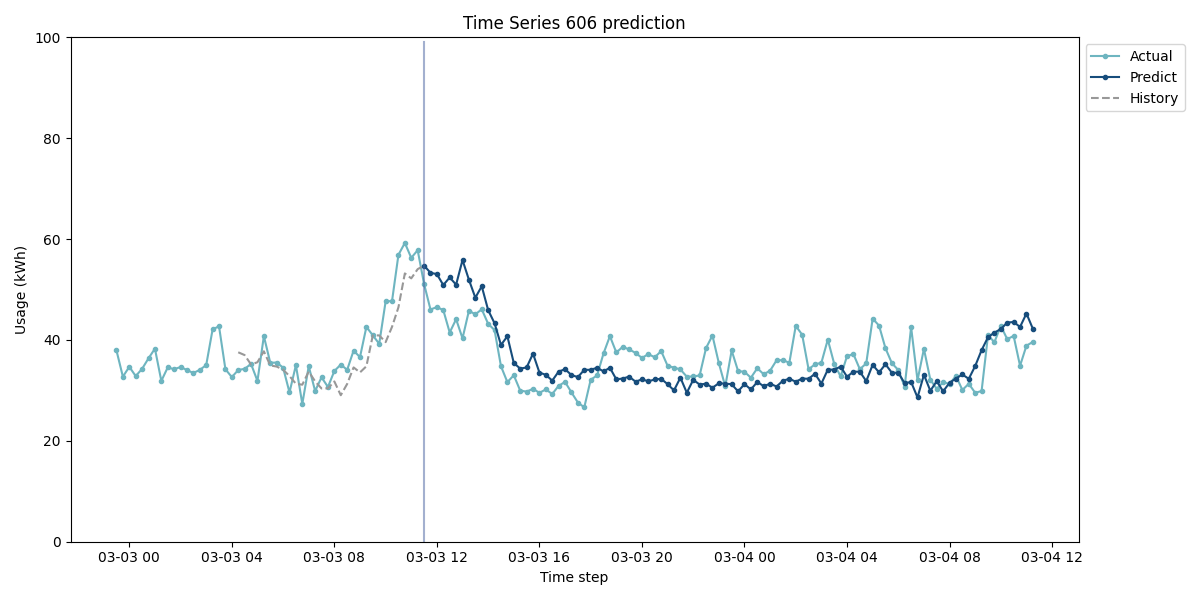 Time Series 606 prediction
100
80
60
40
20
0
Usage (kWh)
03-03 00 03-03 04 03-03 08 03-03 12 03-03 16 03-03 20 03-04 00 03-04 04 03-04 08 03-04 12
Time step
Actual
Predict
History